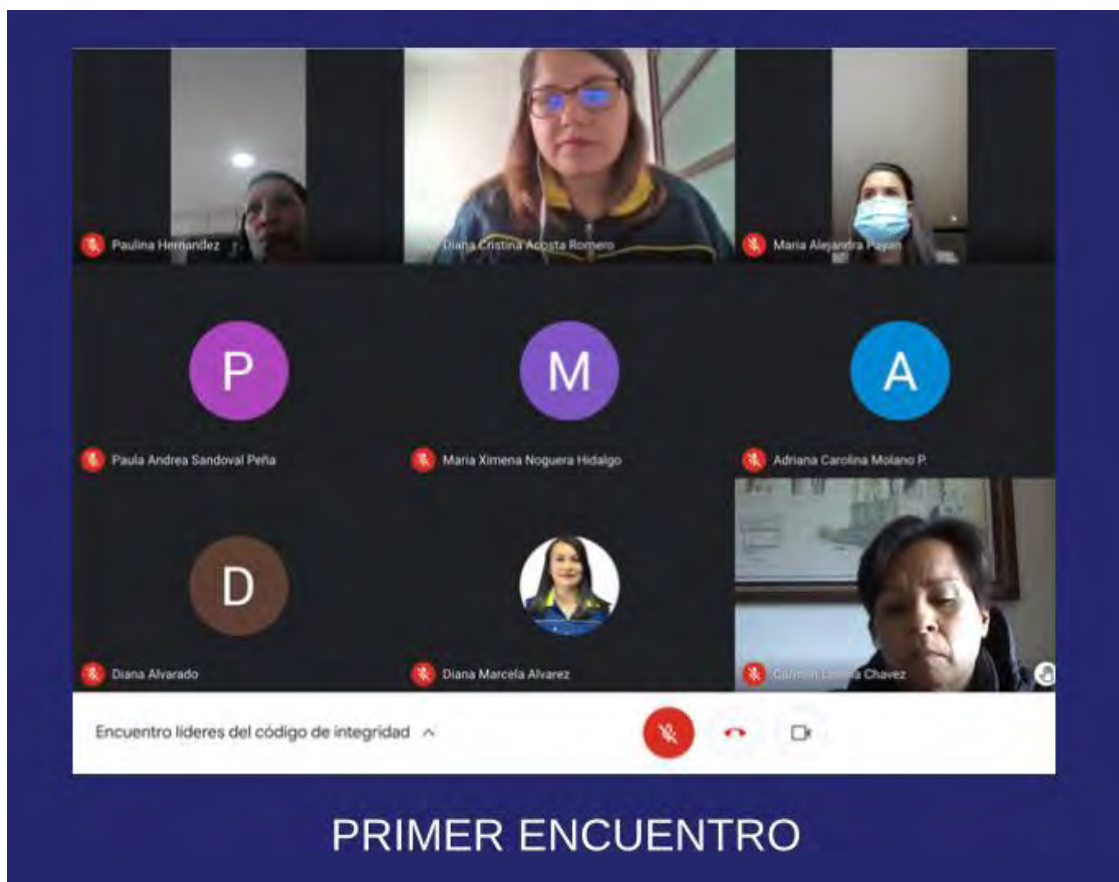 Paulina Hernandez
Diana Cristina Acosta Romero
Maria Alejandra Payan
P
M
A
Paula Andrea Sandoval Peña
Maria Ximena Noguera Hidalgo
Adriana Carolina Molano P.
D
Diana Alvarado
Diana Marcela Alvarez
Carmen Chavez
Encuentro lideres del código de integridad
PRIMER ENCUENTRO